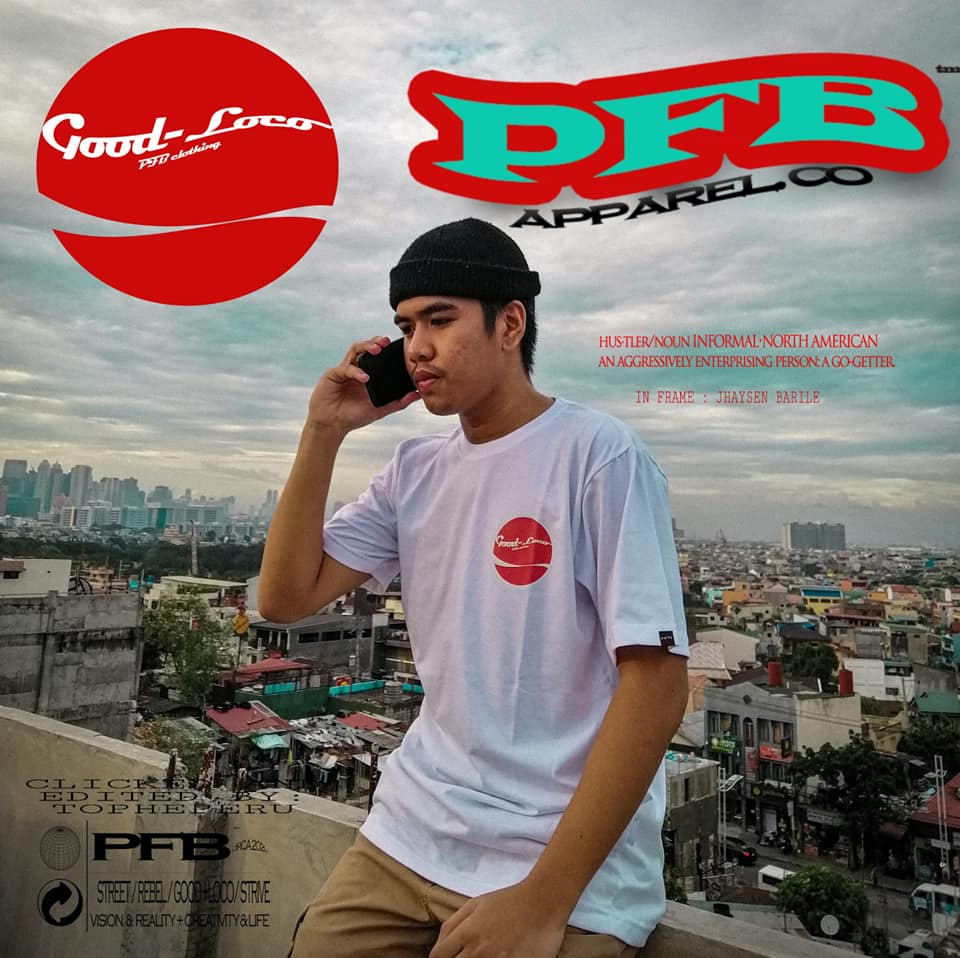 Good-Loco
PFB clothing
PFB
APPAREL.CO
HUS·TLER/NOUN INFORMAL·NORTH AMERICAN
AN AGGRESSIVELY ENTERPRISING PERSON; A GO-GETTER.
IN FRAME : JHAYSEN BARILE
Good-Loco
EDITED BY :
TOPHEPERU
PFB
STREET / REBEL / GOOD - LOCO / STRIVE
VISION & REALITY + CREATIVITY & LIFE